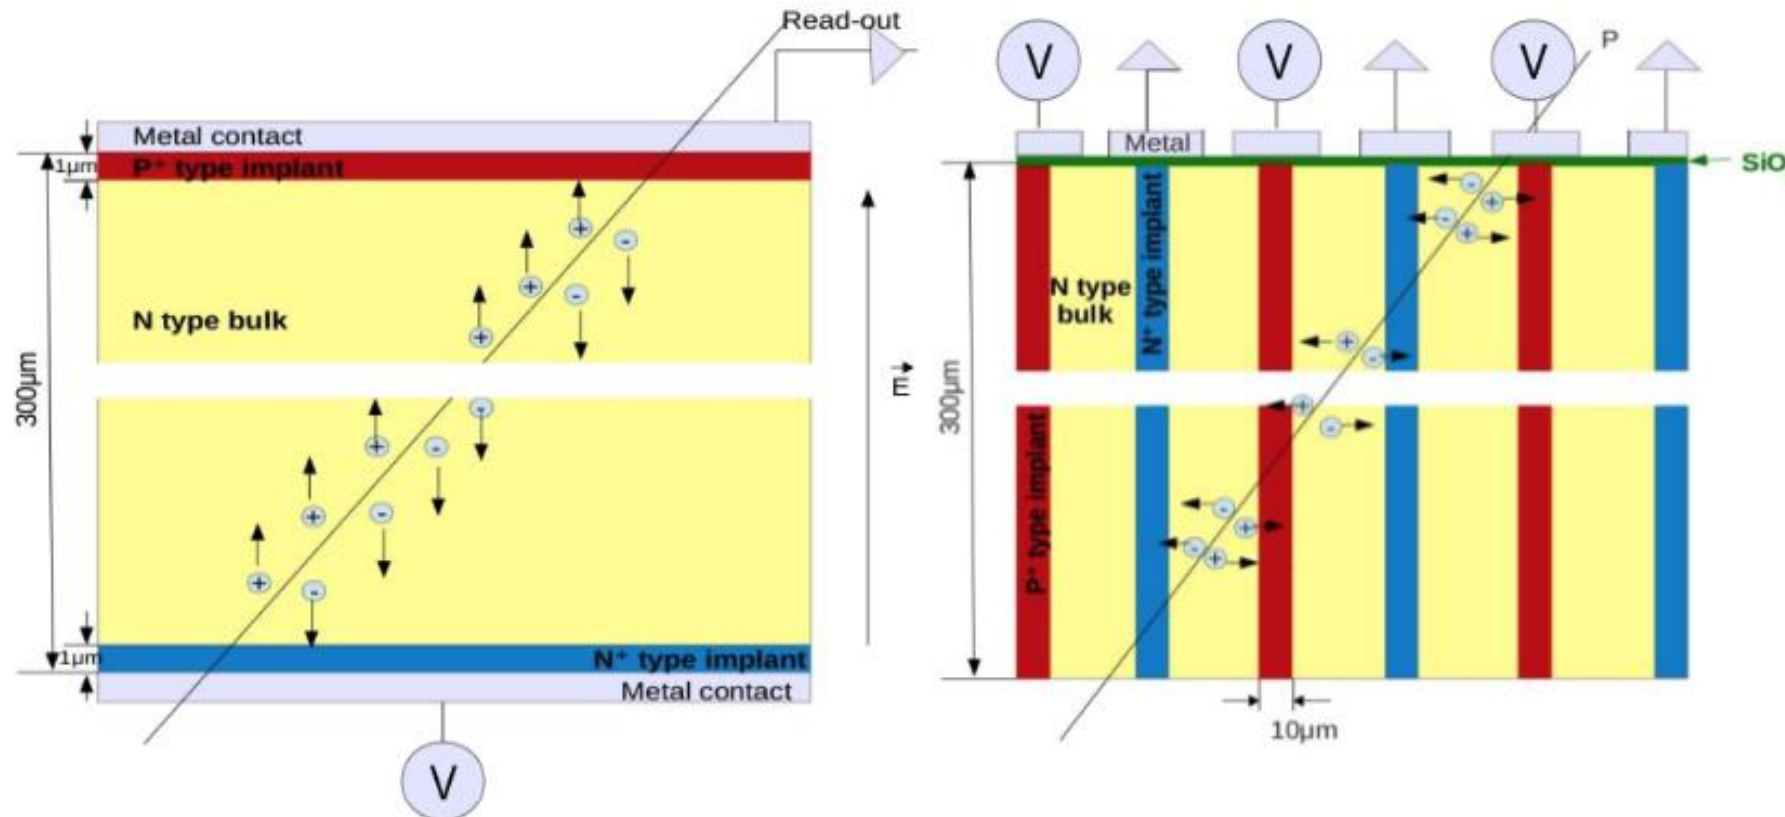 Read-out
Metal contact
1µm
P⁺ type implant
N type bulk
300µm
E
1µm
N⁺ type implant
Metal contact
V
V
V
V
P
Metal
SiO
N⁺ type implant
N type
bulk
300µm
P⁺ type implant
10µm
+
-
+
-
+
-
+
-
+
-
+
-
-
+
-
+
+
-
+
-
-
+
-
+